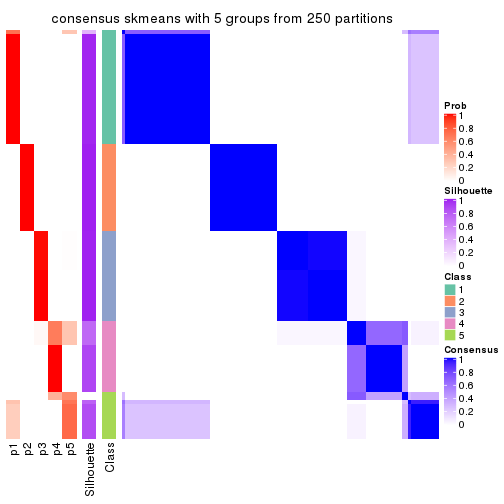 consensus skmeans with 5 groups from 250 partitions
Prob
1
0.8
0.6
0.4
0.2
0
Silhouette
1
0.8
0.6
0.4
0.2
0
Class
1
2
3
4
5
Consensus
1
0.8
0.6
0.4
0.2
0
p1
p2
p3
p4
p5
Silhouette
Class